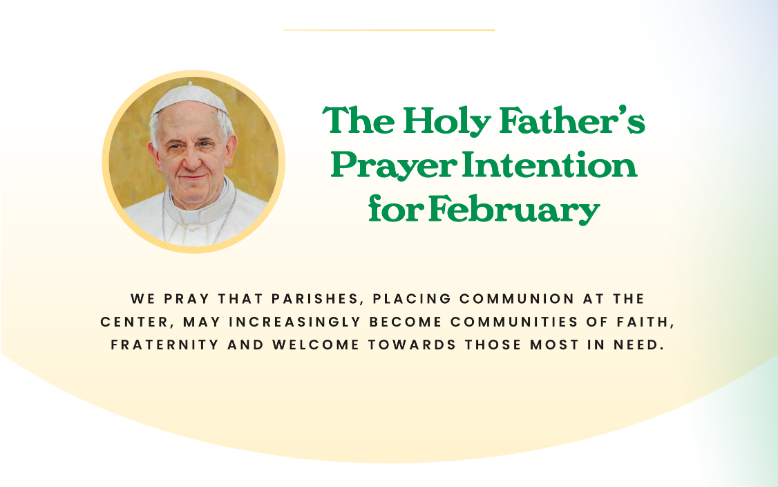 The Holy Father’s
Prayer Intention
for February
WE PRAY THAT PARISHES, PLACING COMMUNION AT THE
CENTER, MAY INCREASINGLY BECOME COMMUNITIES OF FAITH,
FRATERNITY AND WELCOME TOWARDS THOSE MOST IN NEED.